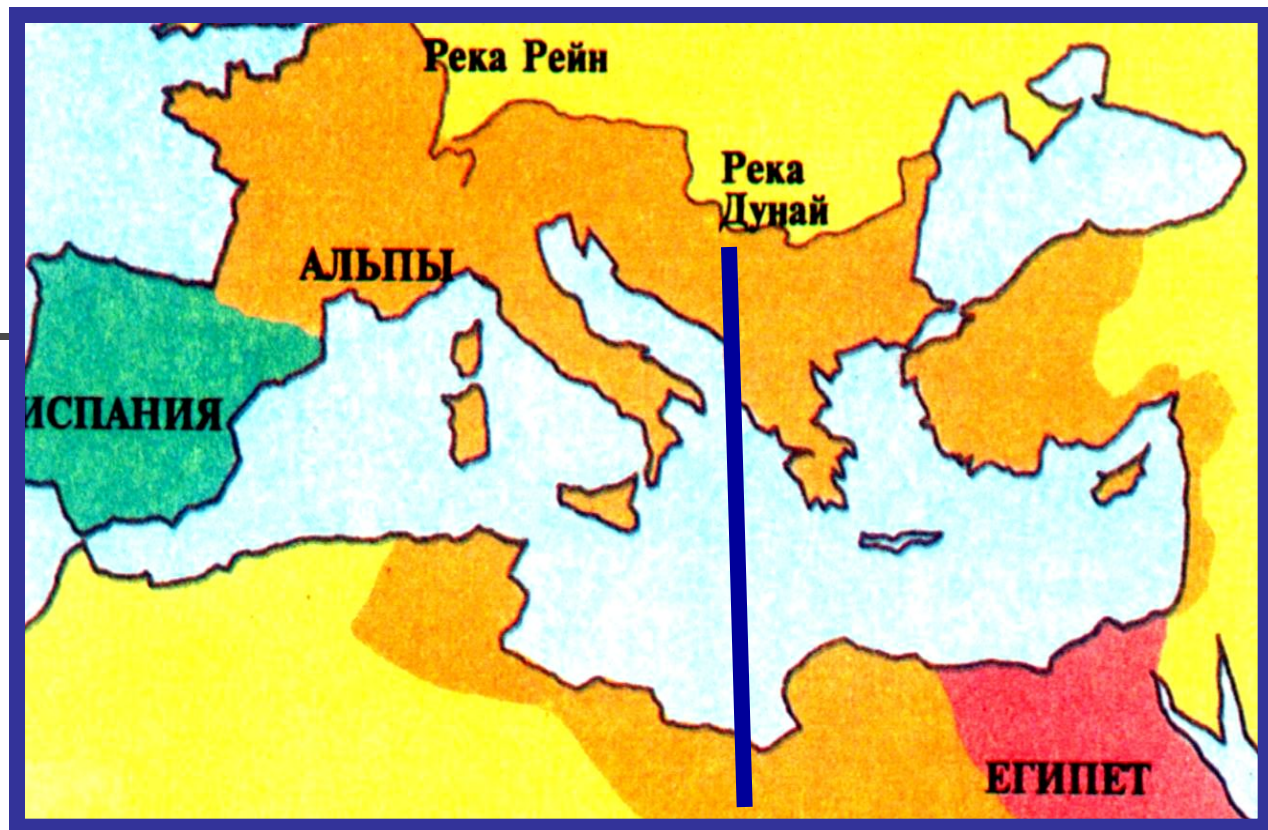 Река Рейн
Река
Дунай
АЛЬПЫ
ИСПАНИЯ
ЕГИПЕТ